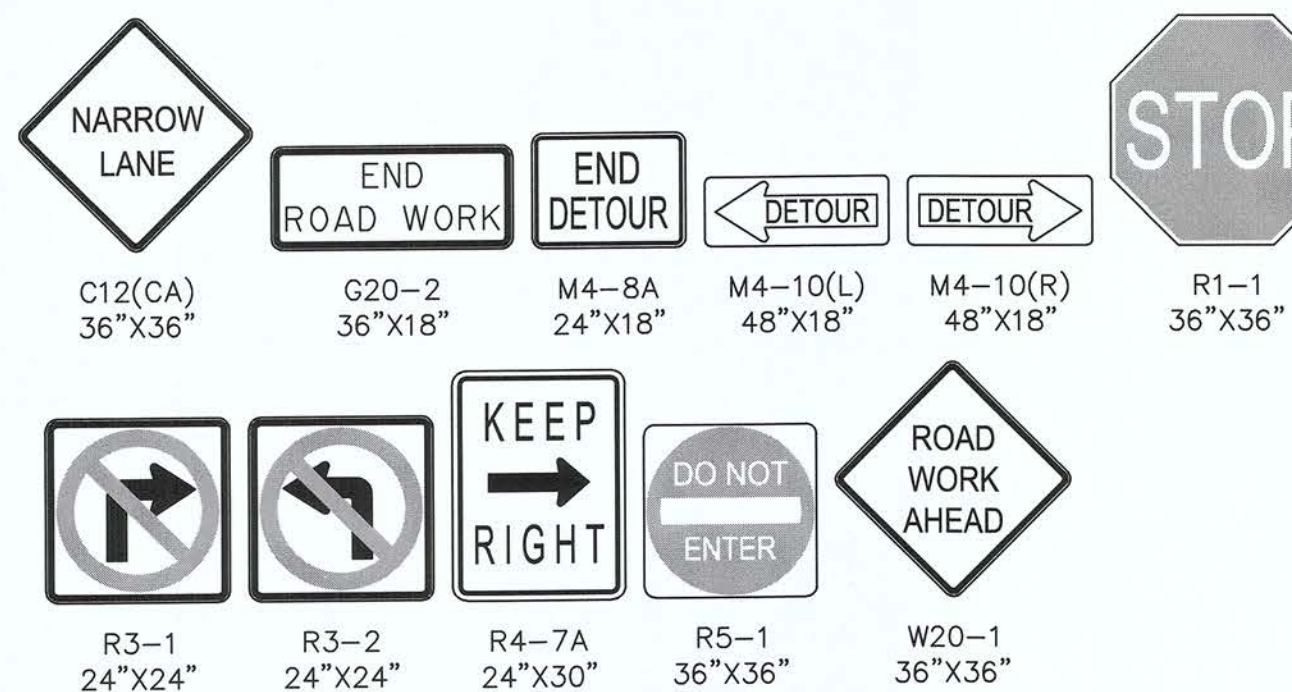 NARROW
LANE
C12(CA)
36”X36”
END
ROAD WORK
G20–2
36”X18”
END
DETOUR
M4–8A
24”X18”
DETOUR
M4–10(L)
48”X18”
DETOUR
M4–10(R)
48”X18”
STOP
R1–1
36”X36”
R3–1
24”X24”
R3–2
24”X24”
KEEP
RIGHT
R4–7A
24”X30”
DO NOT
ENTER
R5–1
36”X36”
ROAD
WORK
AHEAD
W20–1
36”X36”